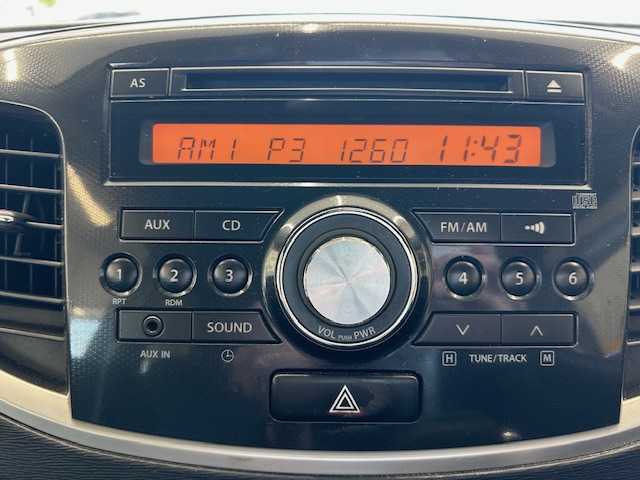 AS
AM1 P3 1260 11:43
AUX CD FM/AM
1 2 3 4 5 6
RPT RDM
VOL PUSH PWR
SOUND
AUX IN H TUNE/TRACK M